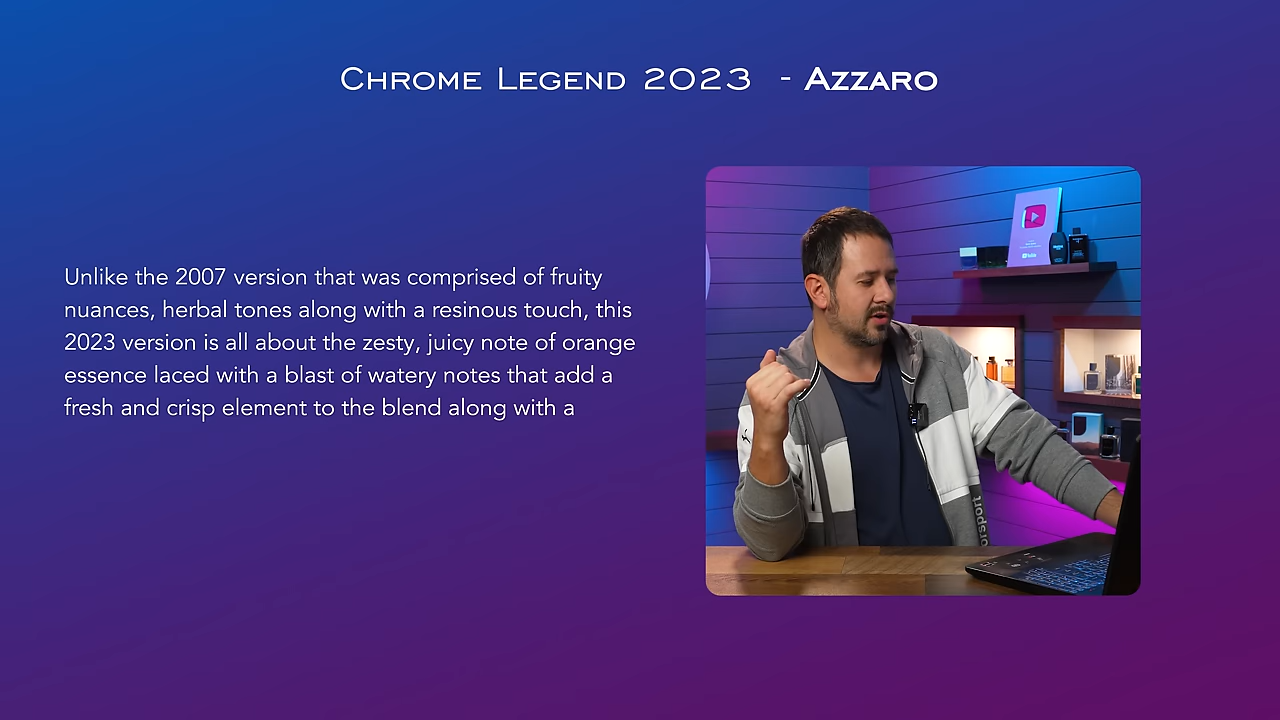 Chrome Legend 2023 - Azzaro
Unlike the 2007 version that was comprised of fruity
nuances, herbal tones along with a resinous touch, this
2023 version is all about the zesty, juicy note of orange
essence laced with a blast of watery notes that add a
fresh and crisp element to the blend along with a
orsport